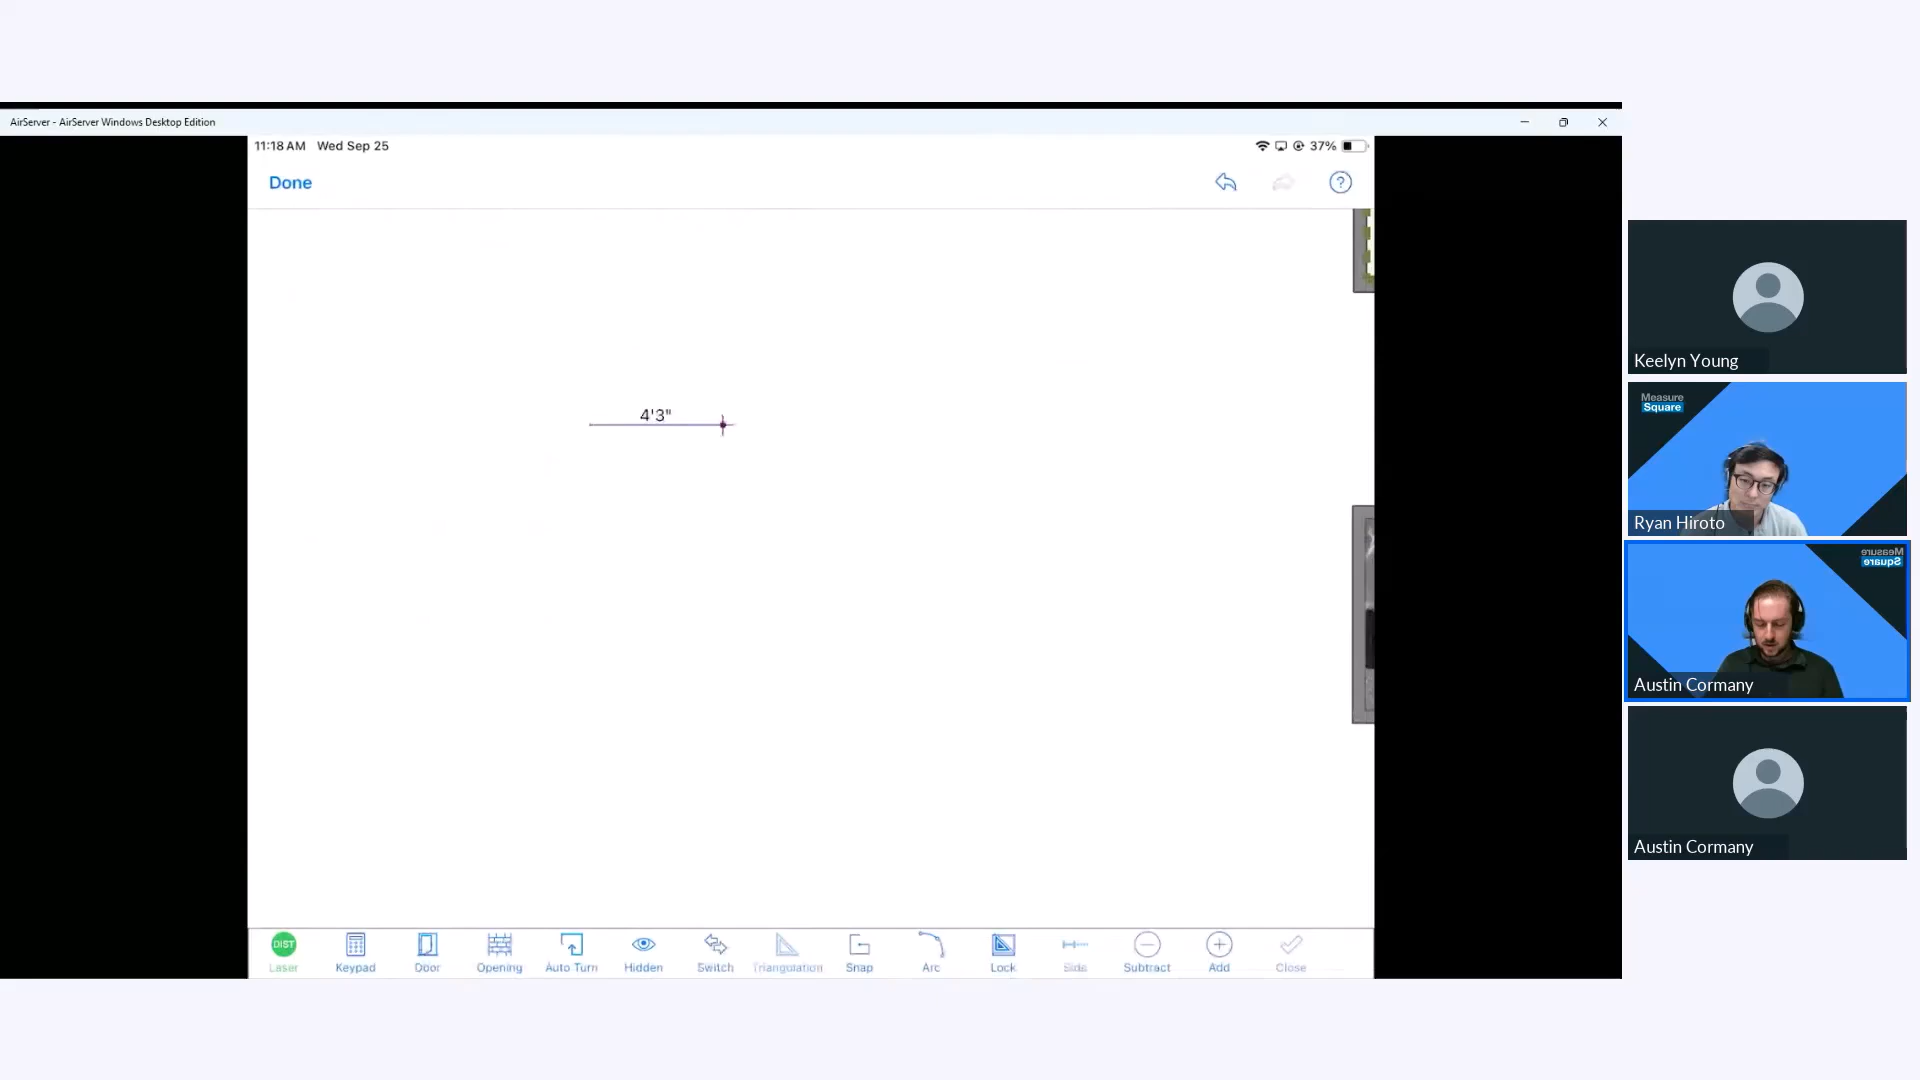 AirServer - AirServer Windows Desktop Edition
11:18 AM Wed Sep 25
37%
Done
?
4'3"
DIST
Laser
Keypad
Door
Opening
Auto Turn
Hidden
Switch
Triangulation
Snap
Arc
Lock
Side
Subtract
Add
Close
Keelyn Young
Measure
Square
Ryan Hiroto
Measure
Square
Austin Cormany
Austin Cormany